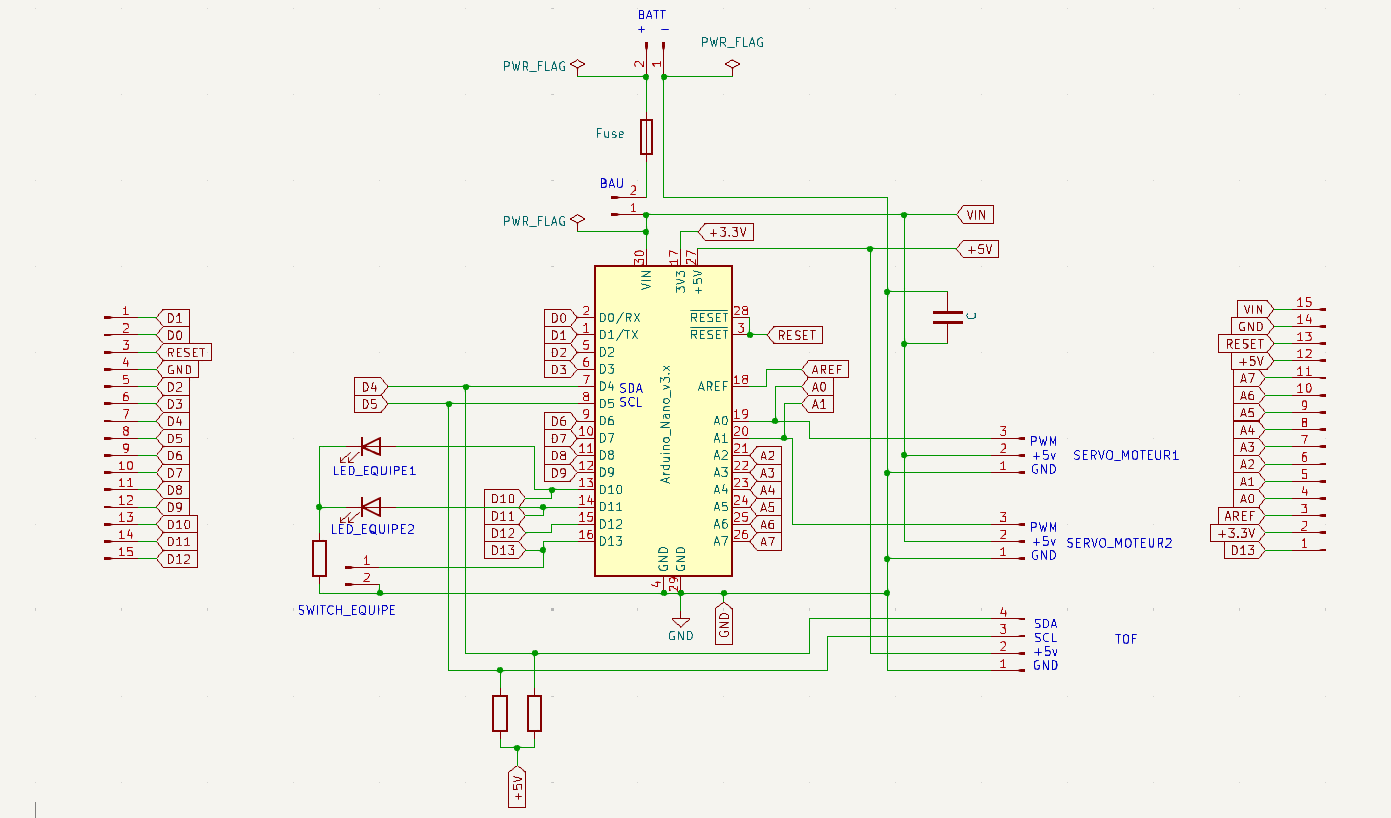 BATT
+ −
PWR_FLAG
PWR_FLAG
2 1
Fuse
BAU
2
1
PWR_FLAG
VIN
+3.3V
+5V
30 17 27
VIN 3V3 +5V
Arduino_Nano_v3.x
D0 2 D0/RX
D1 1 D1/TX
D2 5 D2
D3 6 D3
D4 7 D4 SDA
D5 8 D5 SCL
D6 9 D6
D7 10 D7
D8 11 D8
D9 12 D9
13 D10
14 D11
15 D12
16 D13
D10
D11
D12
D13
RESET 28
RESET 3 RESET
AREF 18 AREF
A0 19 A0
A1 20 A1
A2 21 A2
A3 22 A3
A4 23 A4
A5 24 A5
A6 25 A6
A7 26 A7
GND GND
4 29
GND
GND
1 D1
2 D0
3 RESET
4 GND
5 D2
6 D3
7 D4
8 D5
9 D6
10 D7
11 D8
12 D9
13 D10
14 D11
15 D12
LED_EQUIPE1
LED_EQUIPE2
1
2
SWITCH_EQUIPE
C
3 PWM
2 +5v SERVO_MOTEUR1
1 GND
3 PWM
2 +5v SERVO_MOTEUR2
1 GND
4 SDA
3 SCL TOF
2 +5v
1 GND
VIN 15
GND 14
RESET 13
+5V 12
A7 11
A6 10
A5 9
A4 8
A3 7
A2 6
A1 5
A0 4
AREF 3
+3.3V 2
D13 1
+5V